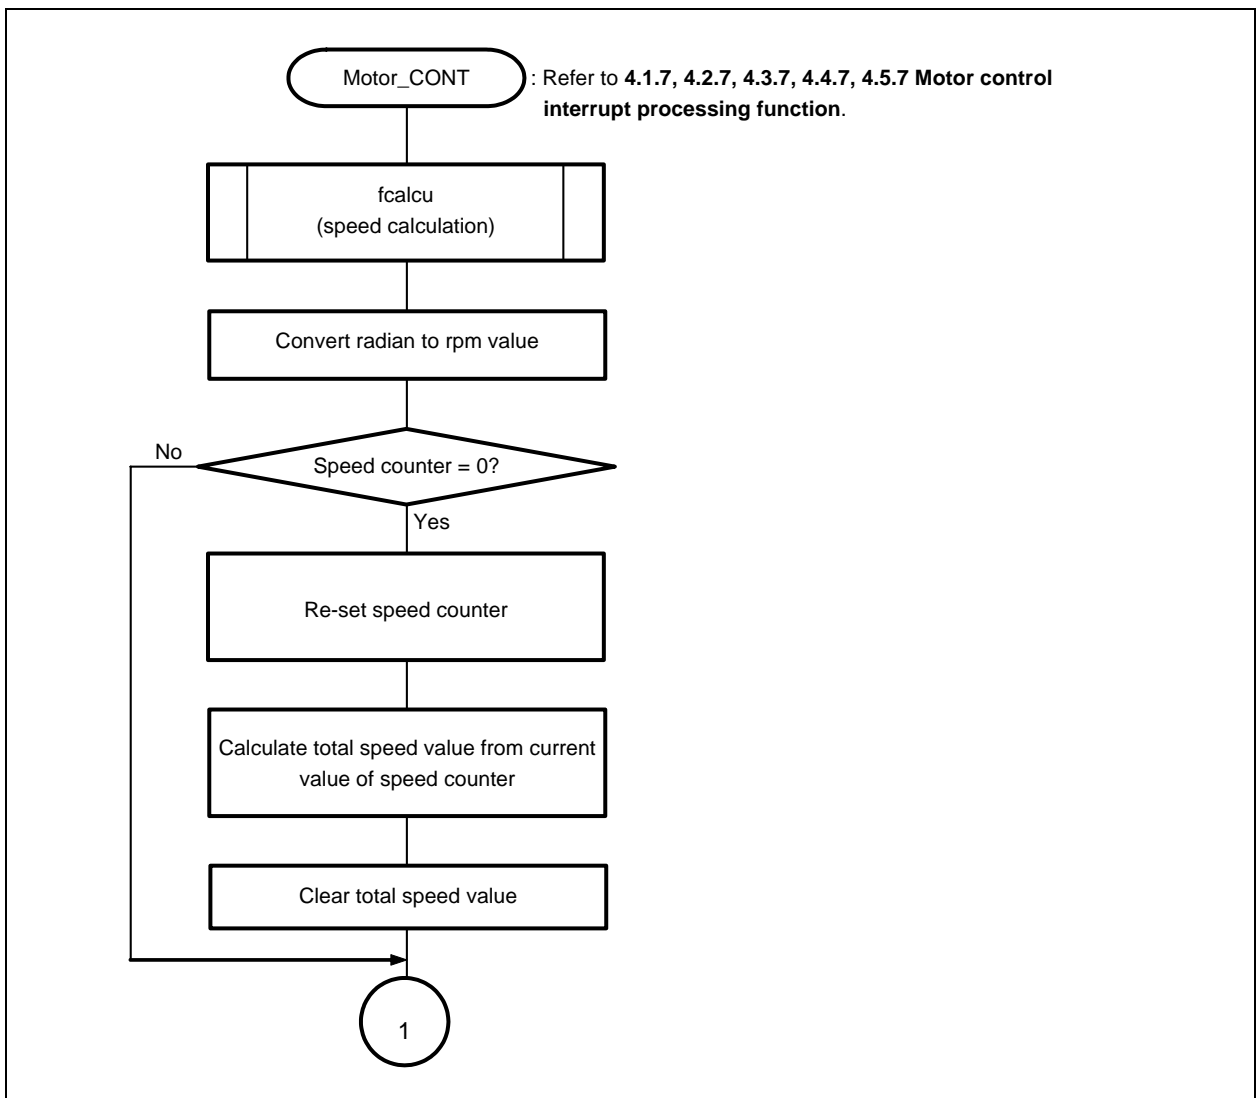 Motor_CONT
: Refer to 4.1.7, 4.2.7, 4.3.7, 4.4.7, 4.5.7 Motor control
interrupt processing function.
fcalcu
(speed calculation)
Convert radian to rpm value
No
Speed counter = 0?
Yes
Re-set speed counter
Calculate total speed value from current
value of speed counter
Clear total speed value
1